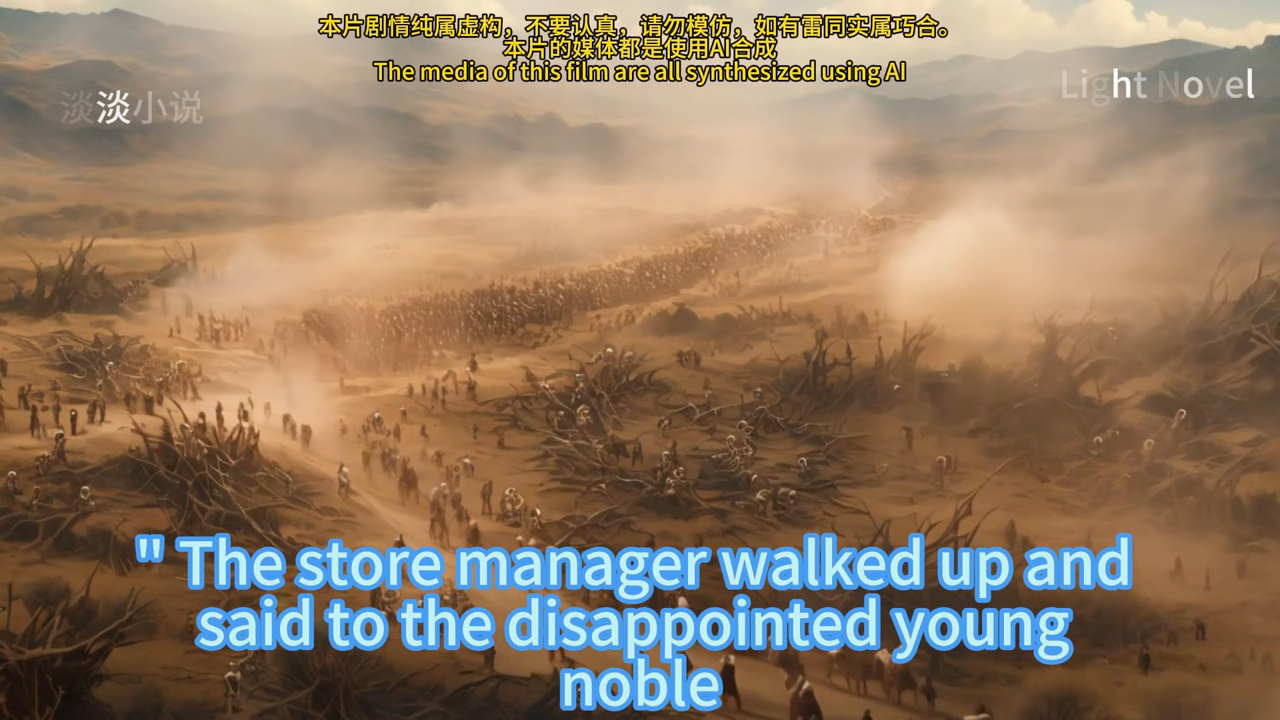 本片剧情纯属虚构，不要认真，请勿模仿，如有雷同实属巧合。
本片的媒体都是使用AI合成
The media of this film are all synthesized using AI
淡淡小说
Light Novel
" The store manager walked up and
said to the disappointed young
noble